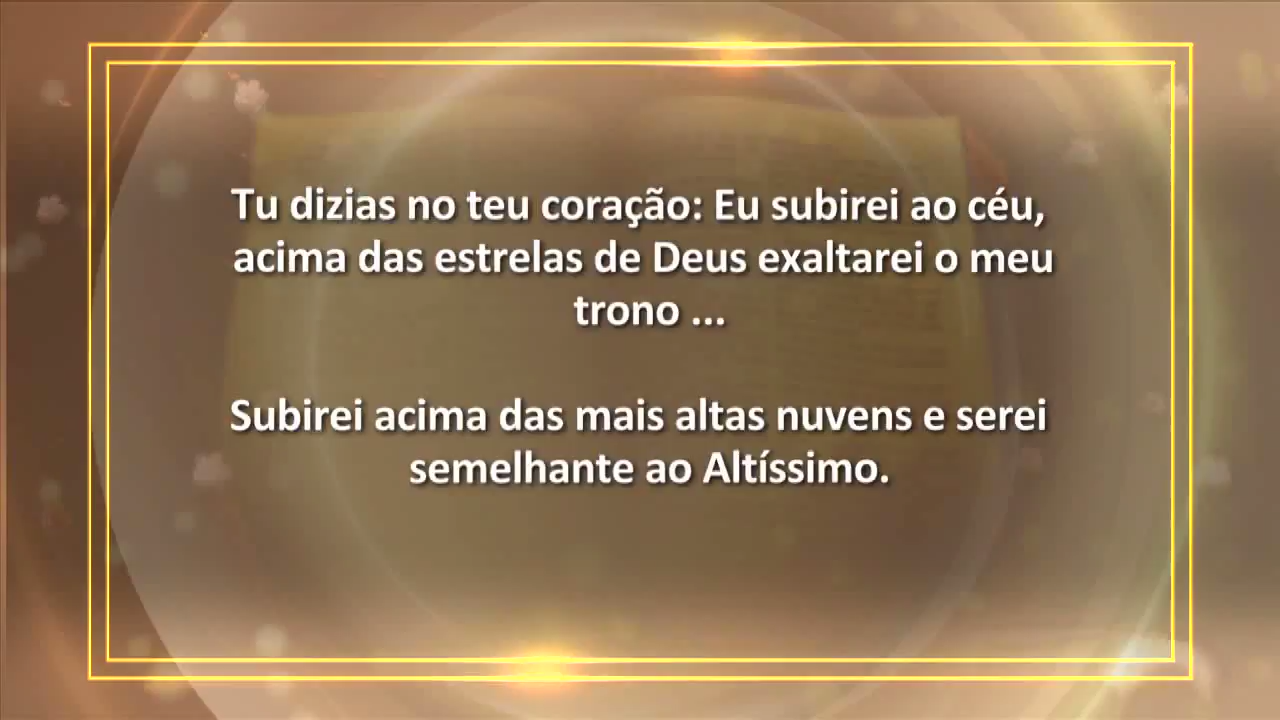 Tu dizias no teu coração: Eu subirei ao céu,
acima das estrelas de Deus exaltarei o meu
trono ...
Subirei acima das mais altas nuvens e serei
semelhante ao Altíssimo.